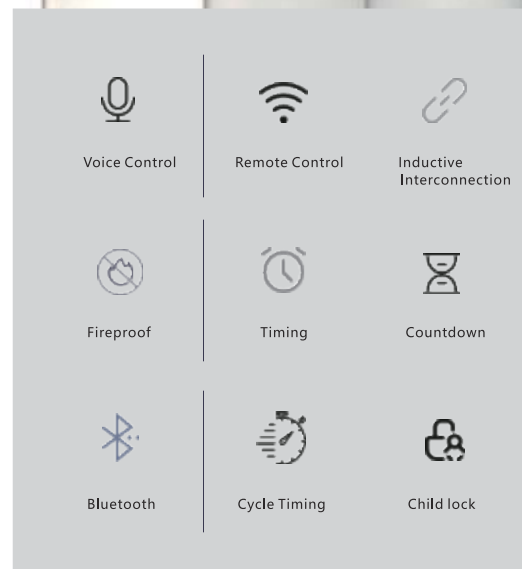 Voice Control
Remote Control
Inductive
Interconnection
Fireproof
Timing
Countdown
Bluetooth
Cycle Timing
Child lock